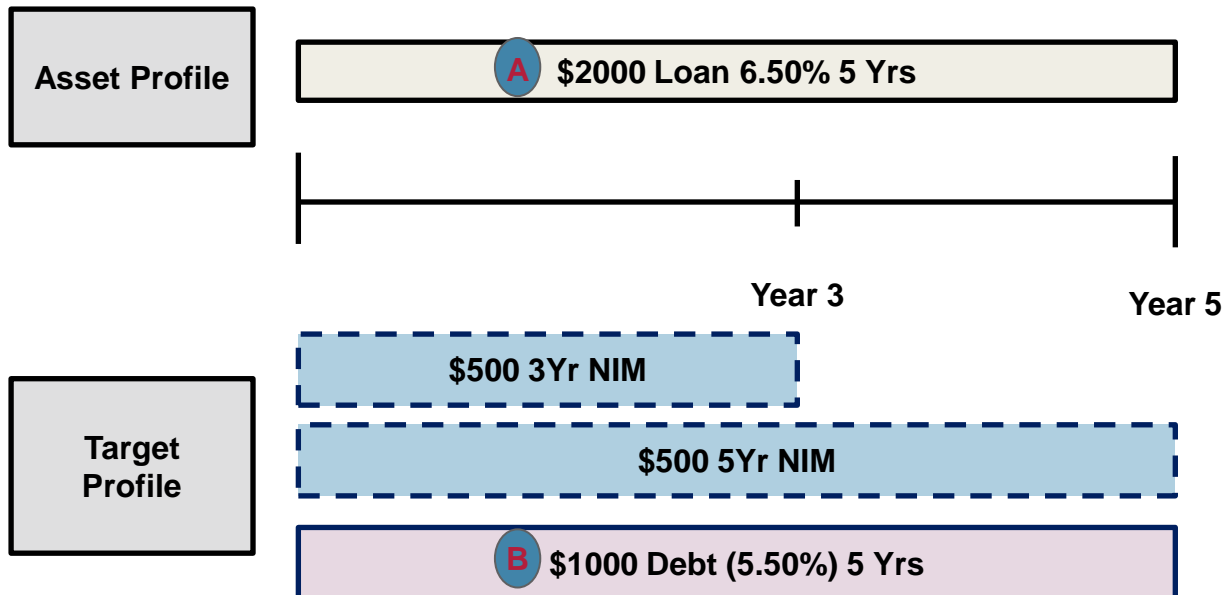 Asset Profile
A
$2000 Loan 6.50% 5 Yrs
Year 3
Year 5
$500 3Yr NIM
Target
Profile
$500 5Yr NIM
B
$1000 Debt (5.50%) 5 Yrs